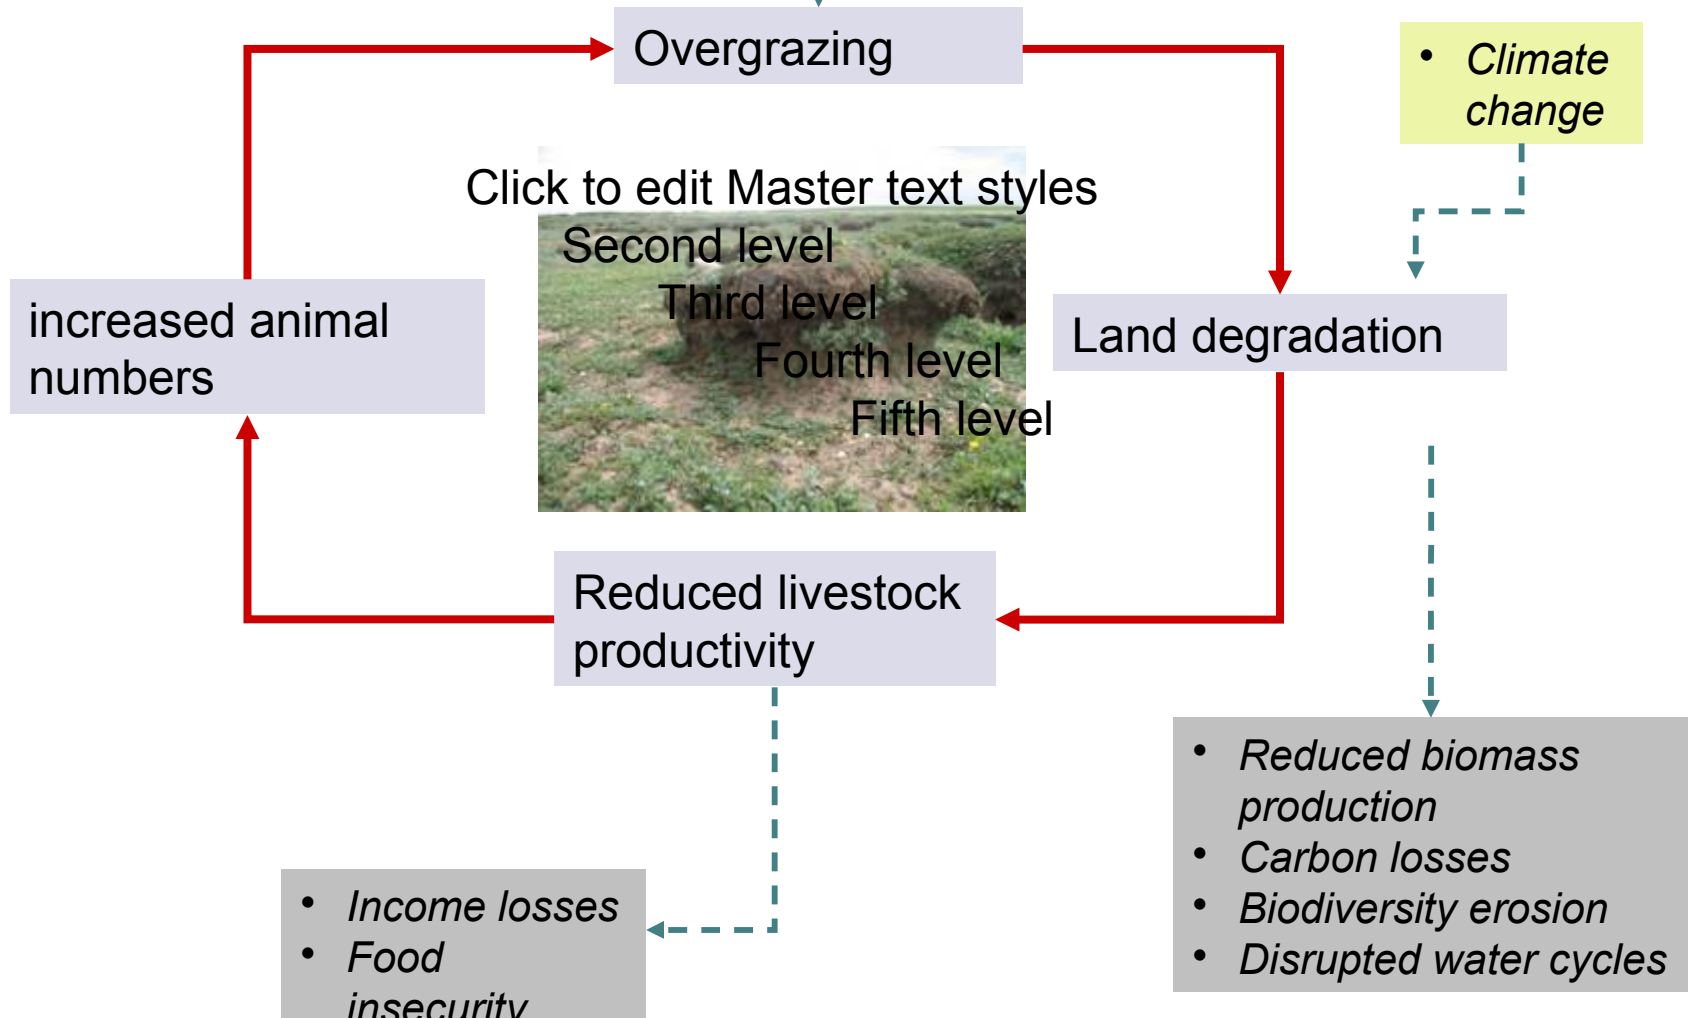 Overgrazing
• Climate
change
Click to edit Master text styles
Second level
Third level
Fourth level
Fifth level
increased animal
numbers
Land degradation
Reduced livestock
productivity
• Reduced biomass
production
• Carbon losses
• Biodiversity erosion
• Disrupted water cycles
• Income losses
• Food
insecurity